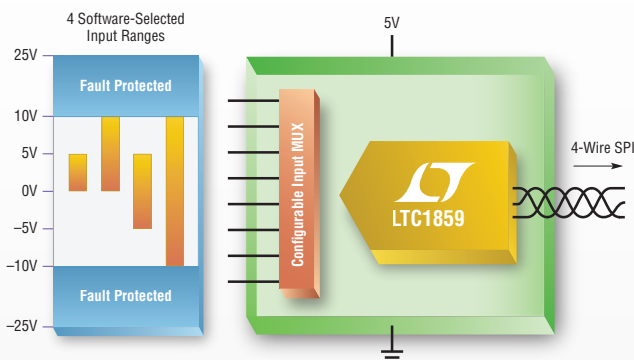 4 Software-Selected
Input Ranges
25V
Fault Protected
10V
5V
0V
–5V
–10V
Fault Protected
–25V
5V
Configurable Input MUX
LTC1859
4-Wire SPI